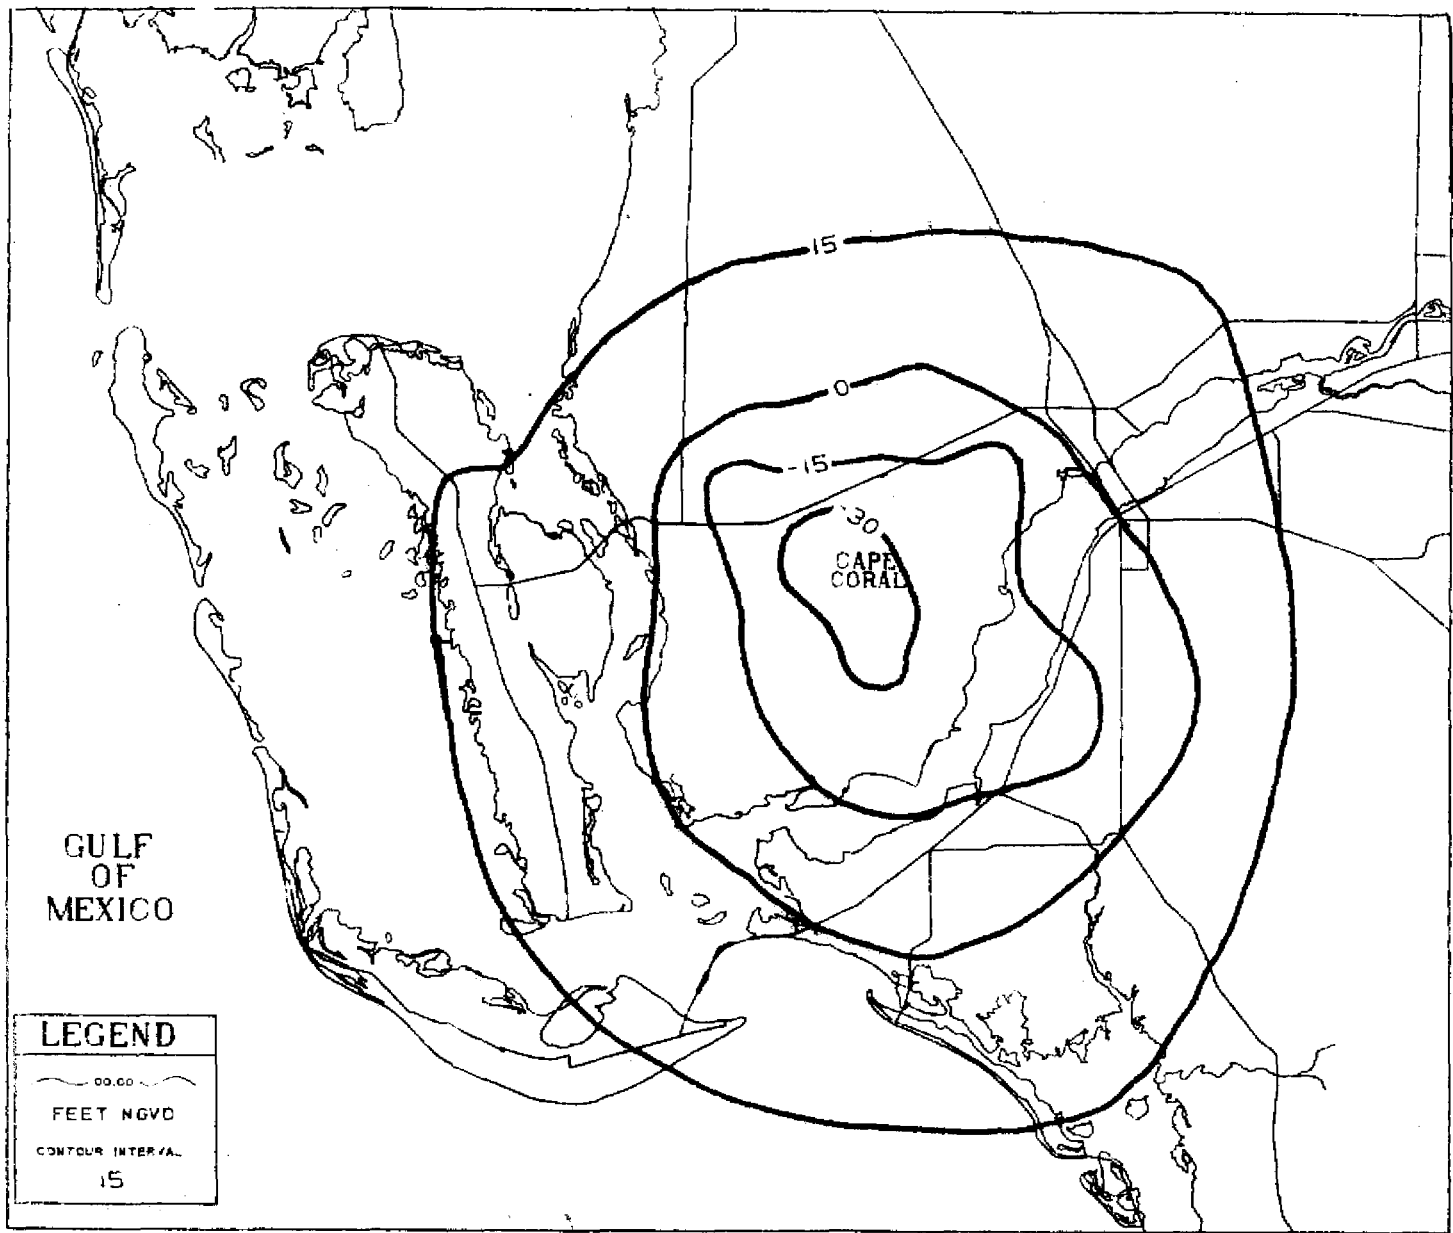 15
0
-15
-30
CAPE
CORAL
GULF
OF
MEXICO
LEGEND
00.00
FEET NGVD
CONTOUR INTERVAL
15